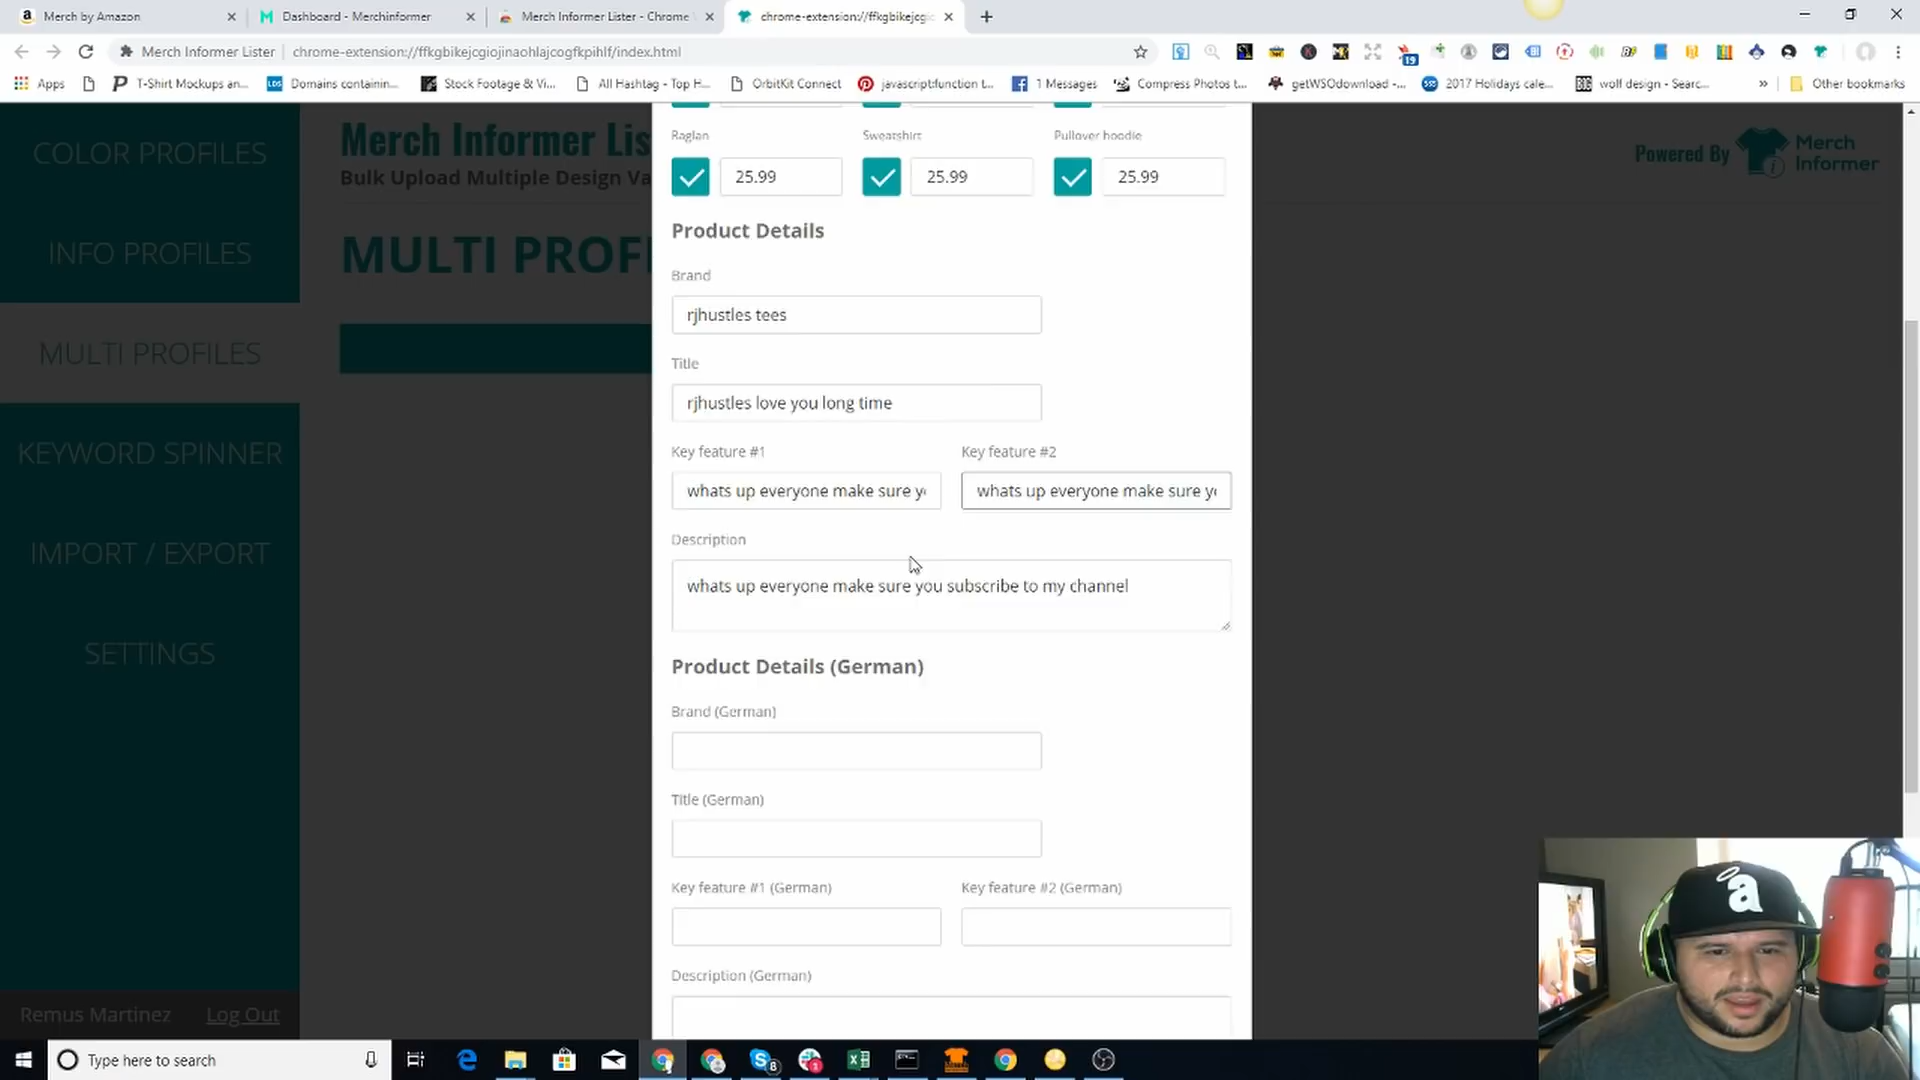 Merch by Amazon
Dashboard - Merchinformer
Merch Informer Lister - Chrome
chrome-extension://ffkgbikejcgi
Merch Informer Lister
chrome-extension://ffkgbikejcgiojinaohlajcogfkpihlf/index.html
19
Apps
T-Shirt Mockups an...
LDS
Domains containin...
Stock Footage & Vi...
All Hashtag - Top H...
OrbitKit Connect
javascript:function t...
1 Messages
Compress Photos t...
getWSOdownload -...
2017 Holidays cale...
wolf design - Searc...
»
Other bookmarks
COLOR PROFILES
INFO PROFILES
MULTI PROFILES
KEYWORD SPINNER
IMPORT / EXPORT
SETTINGS
Remus Martinez
Log Out
Merch Informer Lis
Bulk Upload Multiple Design Va
MULTI PROF
Powered By
Merch
Informer
Raglan
Sweatshirt
Pullover hoodie
25.99
25.99
25.99
Product Details
Brand
rjhustles tees
Title
rjhustles love you long time
Key feature #1
Key feature #2
whats up everyone make sure y
whats up everyone make sure y
Description
whats up everyone make sure you subscribe to my channel
Product Details (German)
Brand (German)
Title (German)
Key feature #1 (German)
Key feature #2 (German)
Description (German)
a
Type here to search